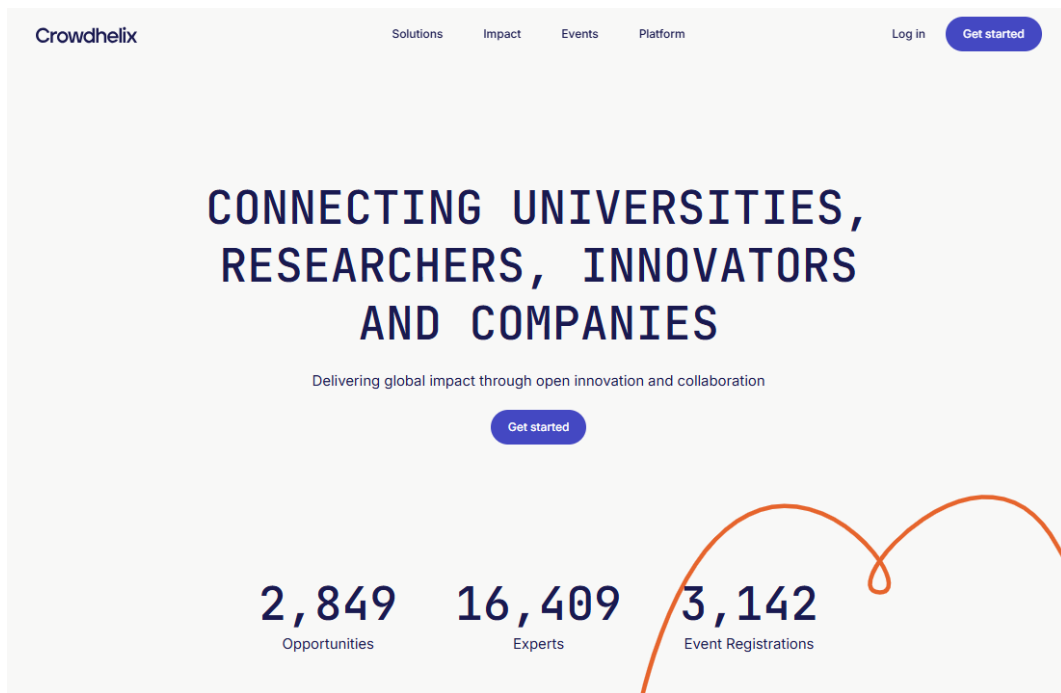 Crowdhelix
Solutions Impact Events Platform
Log in Get started
CONNECTING UNIVERSITIES,
RESEARCHERS, INNOVATORS
AND COMPANIES
Delivering global impact through open innovation and collaboration
Get started
2,849 16,409 3,142
Opportunities Experts Event Registrations